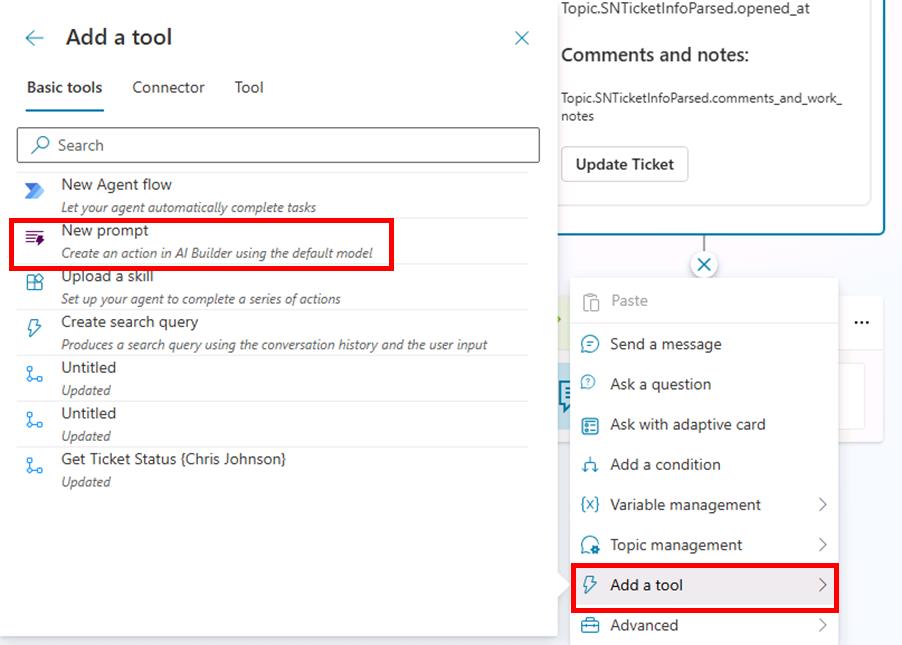 Add a tool
Basic tools
Connector
Tool
Search
New Agent flow
Let your agent automatically complete tasks
New prompt
Create an action in AI Builder using the default model
Upload a skill
Set up your agent to complete a series of actions
Create search query
Produces a search query using the conversation history and the user input
Untitled
Updated
Untitled
Updated
Get Ticket Status {Chris Johnson}
Updated
Topic.SNTicketInfoParsed.opened_at
Comments and notes:
Topic.SNTicketInfoParsed.comments_and_work_
notes
Update Ticket
Paste
Send a message
Ask a question
Ask with adaptive card
Add a condition
{x} Variable management
Topic management
Add a tool
Advanced